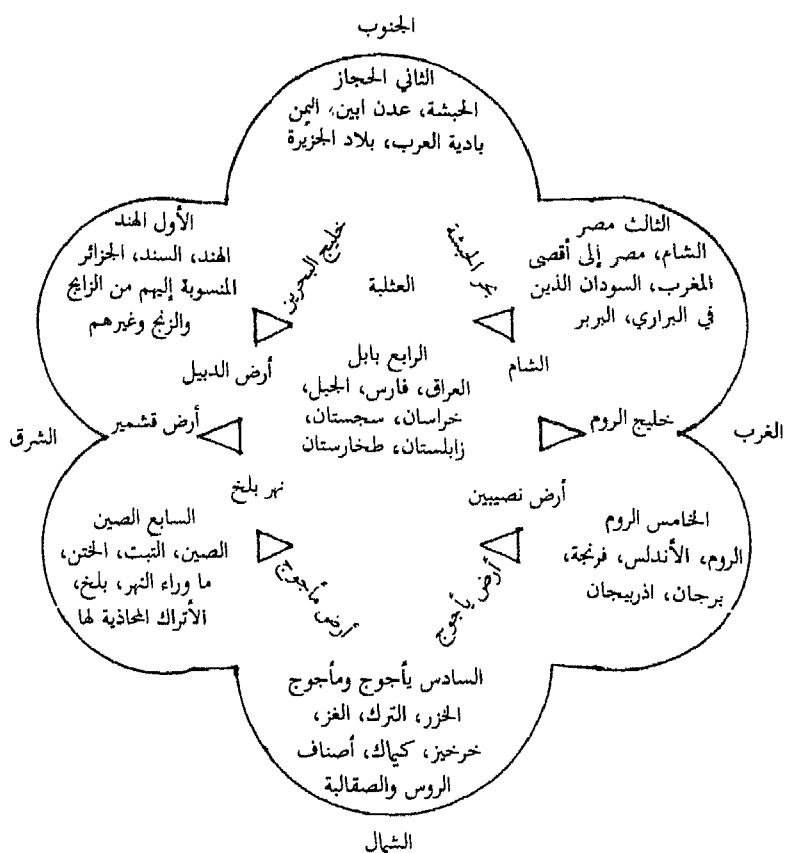 الجنوب
الثاني الحجاز
الحبشة، عدن ابين، اليمن
بادية العرب، بلاد الجزيرة
الثالث مصر
الشام، مصر إلى أقصى
المغرب، السودان الذين
في البراري، البربر
الأول الهند
الهند، السند، الجزائر
المنسوبة إليهم من الزابج
والزنج وغيرهم
بحر الحبشة
خليج البحرين
العثلبة
الشام
الرابع بابل
العراق، فارس، الجبل،
خراسان، سجستان،
زابلستان، طخارستان
أرض الدبيل
الغرب
خليج الروم
أرض قشمير
الشرق
أرض نصيبين
نهر بلخ
الخامس الروم
الروم، الأندلس، فرنجة،
برجان، اذربيجان
السابع الصين
الصين، التبت، الختن،
ما وراء النهر، بلخ،
الأتراك المحاذية لها
أرض يأجوج
أرض مأجوج
السادس يأجوج ومأجوج
الخزر، الترك، الغز،
خرخيز، كيماك، أصناف
الروس والصقالبة
الشمال